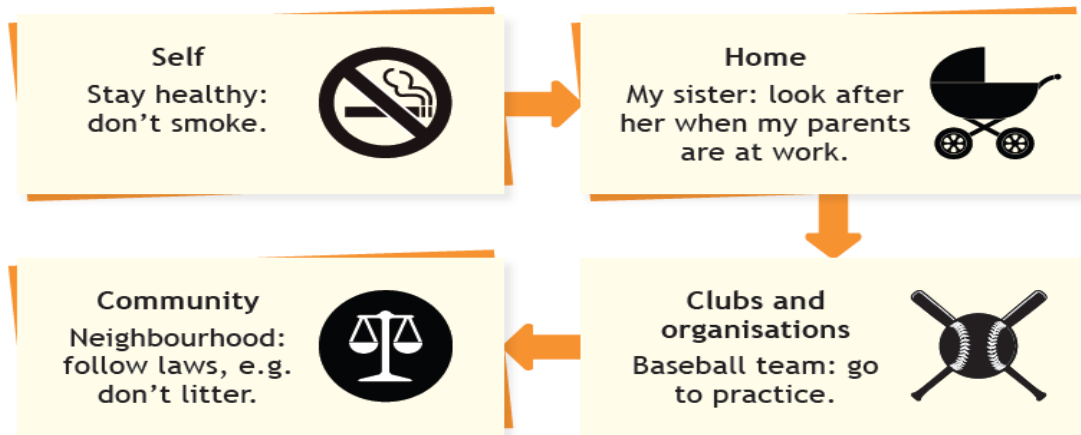 Self
Stay healthy:
don’t smoke.
Home
My sister: look after
her when my parents
are at work.
Clubs and
organisations
Baseball team: go
to practice.
Community
Neighbourhood:
follow laws, e.g.
don’t litter.